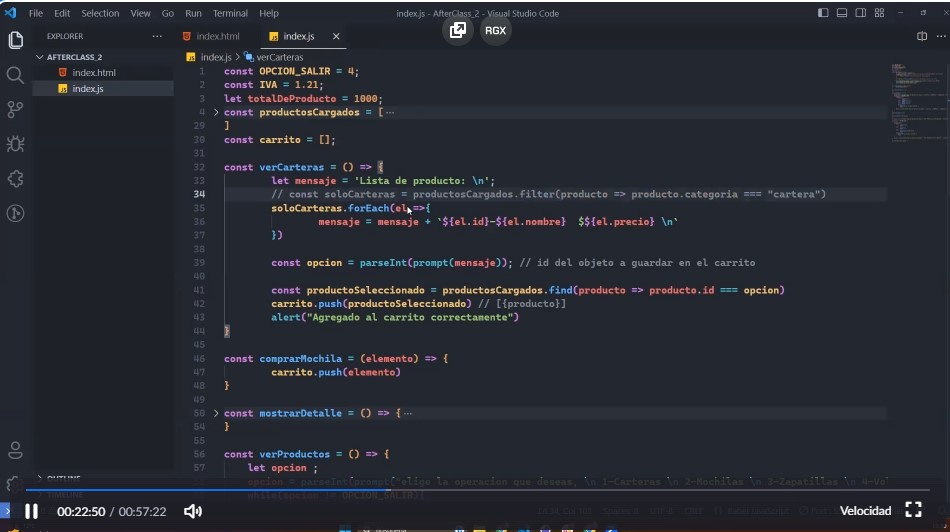 File Edit Selection View Go Run Terminal Help index.js - AfterClass_2 - Visual Studio Code
EXPLORER ···
index.html index.js ×
RGX
AFTERCLASS_2
index.html
index.js
index.js > verCarteras
1 const OPCION_SALIR = 4;
2 const IVA = 1.21;
3 let totalDeProducto = 1000;
4 > const productosCargados = [ ···
29 ]
30 const carrito = [];
31
32 const verCarteras = () => {
33 let mensaje = 'Lista de producto: \n';
34 // const soloCarteras = productosCargados.filter(producto => producto.categoria === "cartera")
35 soloCarteras.forEach(el =>{
36 mensaje = mensaje + `${el.id}-${el.nombre}  $${el.precio} \n`
37 })
38
39 const opcion = parseInt(prompt(mensaje)); // id del objeto a guardar en el carrito
40
41 const productoSeleccionado = productosCargados.find(producto => producto.id === opcion)
42 carrito.push(productoSeleccionado) // [{producto}]
43 alert("Agregado al carrito correctamente")
44 }
45
46 const comprarMochila = (elemento) => {
47 carrito.push(elemento)
48 }
49
50 > const mostrarDetalle = () => { ···
54 }
55
56 const verProductos = () => {
57 let opcion ;
opcion = parseInt(prompt("elige la operacion que deseas, \n 1-Carteras \n 2-Mochilas \n 3-Zapatillas \n 4-Vo
while(opcion != OPCION_SALIR){
OUTLINE
TIMELINE
00:22:50 / 00:57:22
Velocidad